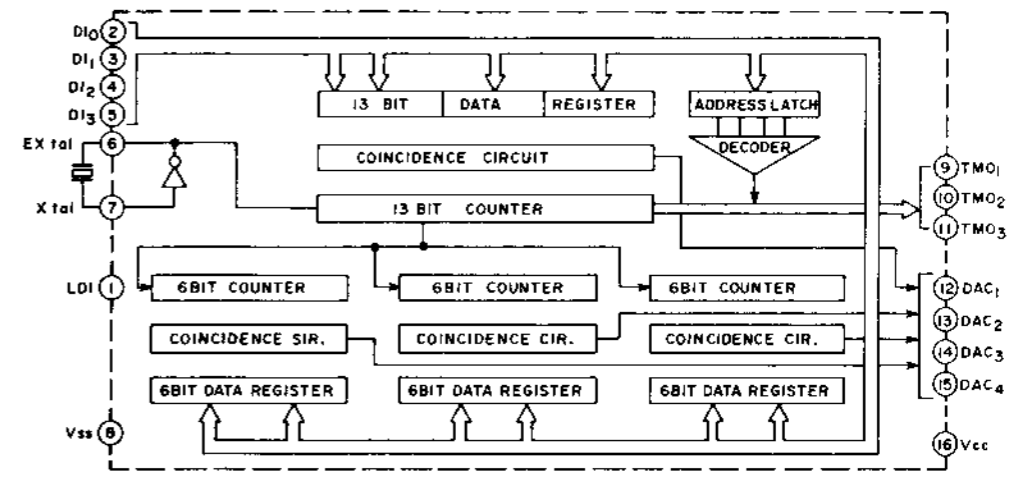 DI0 2
DI1 3
DI2 4
DI3 5
EX tal 6
X tal 7
LDI 1
Vss 8
13 BIT DATA REGISTER
ADDRESS LATCH
DECODER
COINCIDENCE CIRCUIT
13 BIT COUNTER
9 TMO1
10 TMO2
11 TMO3
6BIT COUNTER 6BIT COUNTER 6BIT COUNTER
12 DAC1
13 DAC2
14 DAC3
15 DAC4
COINCIDENCE SIR. COINCIDENCE CIR. COINCIDENCE CIR.
6BIT DATA REGISTER 6BIT DATA REGISTER 6BIT DATA REGISTER
16 Vcc